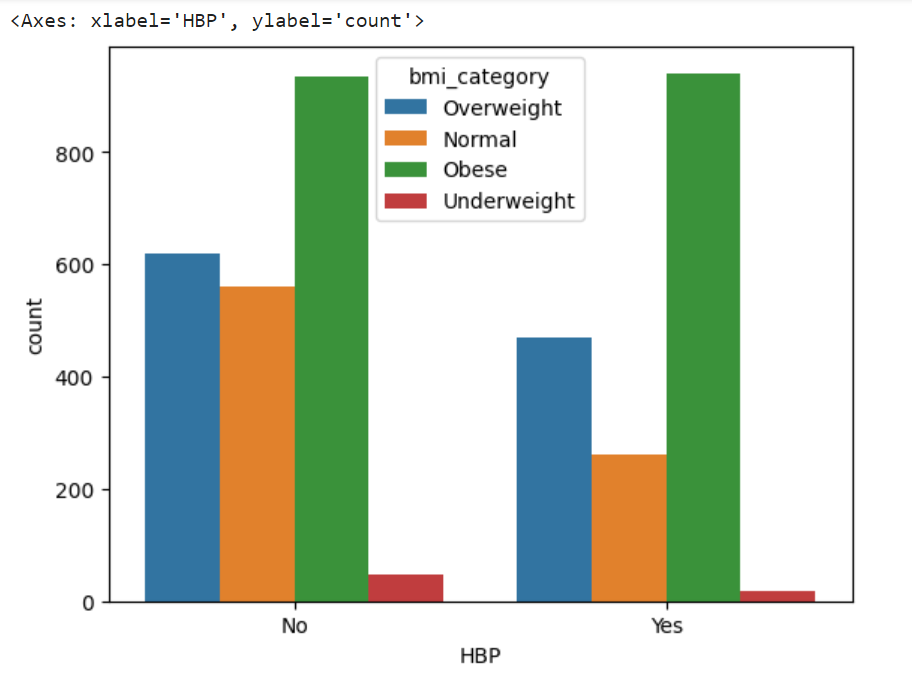 <Axes: xlabel='HBP', ylabel='count'>
bmi_category
Overweight
Normal
Obese
Underweight
800
600
400
200
0
count
No
Yes
HBP